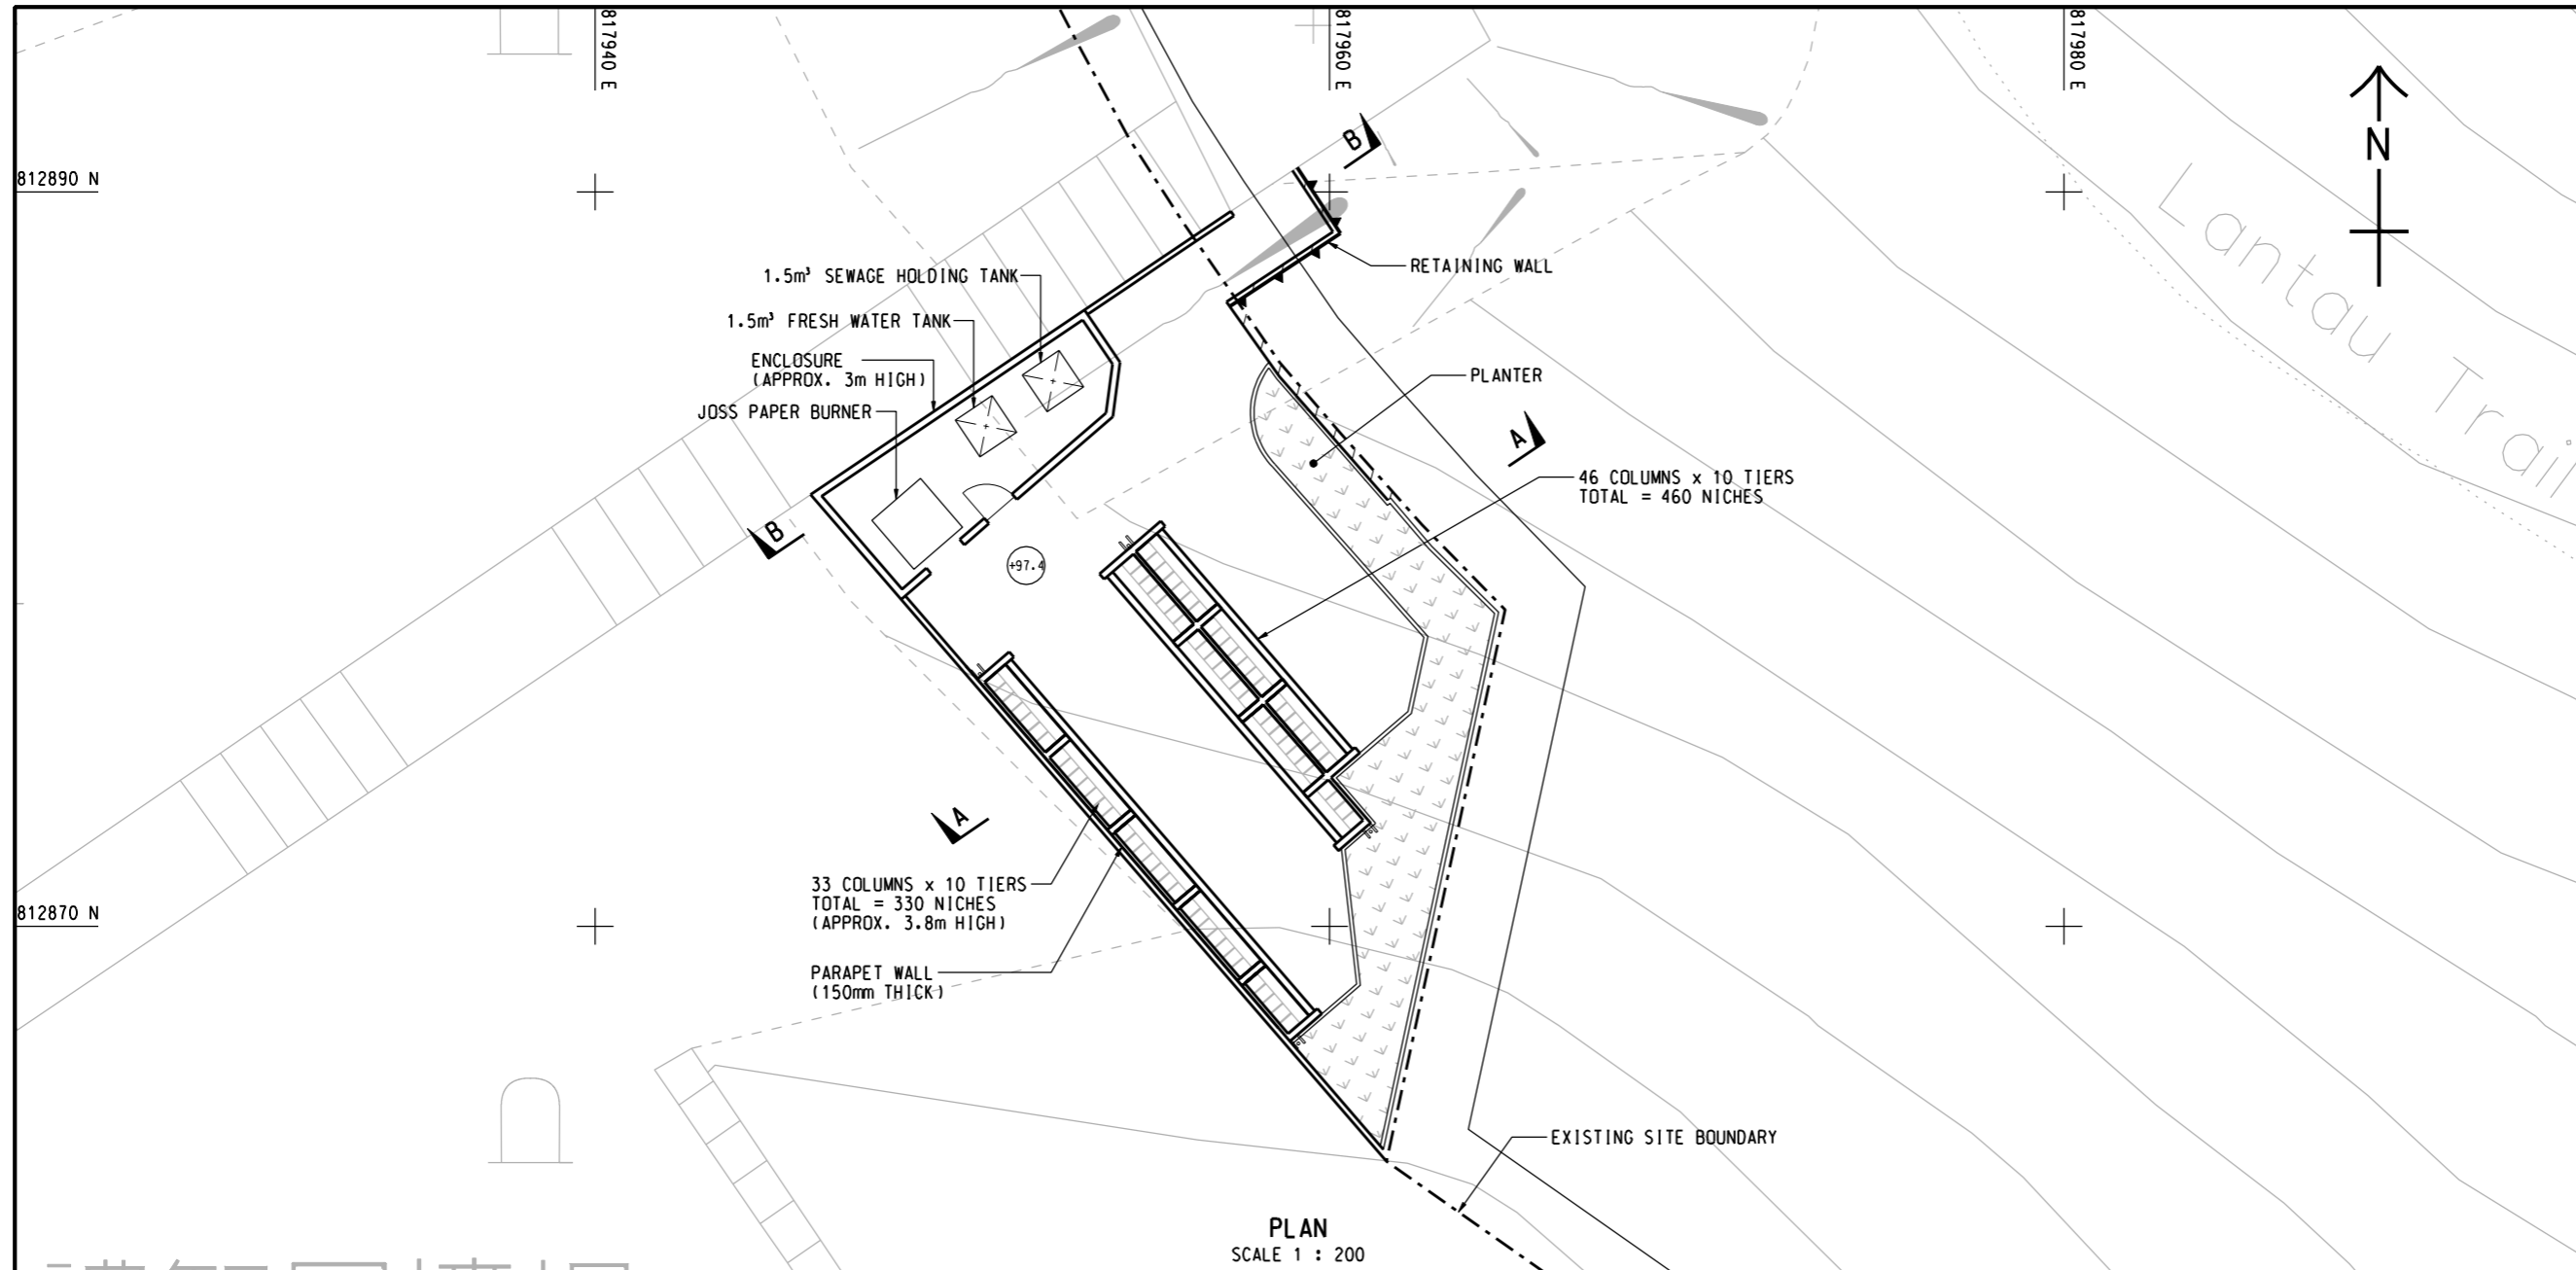 817940 E
817960 E
817980 E
N
812890 N
B
Lantau Trail
1.5m³ SEWAGE HOLDING TANK
RETAINING WALL
1.5m³ FRESH WATER TANK
ENCLOSURE
(APPROX. 3m HIGH)
PLANTER
JOSS PAPER BURNER
A
46 COLUMNS x 10 TIERS
TOTAL = 460 NICHES
B
+97.4
A
33 COLUMNS x 10 TIERS
TOTAL = 330 NICHES
(APPROX. 3.8m HIGH)
812870 N
PARAPET WALL
(150mm THICK)
EXISTING SITE BOUNDARY
PLAN
SCALE 1 : 200